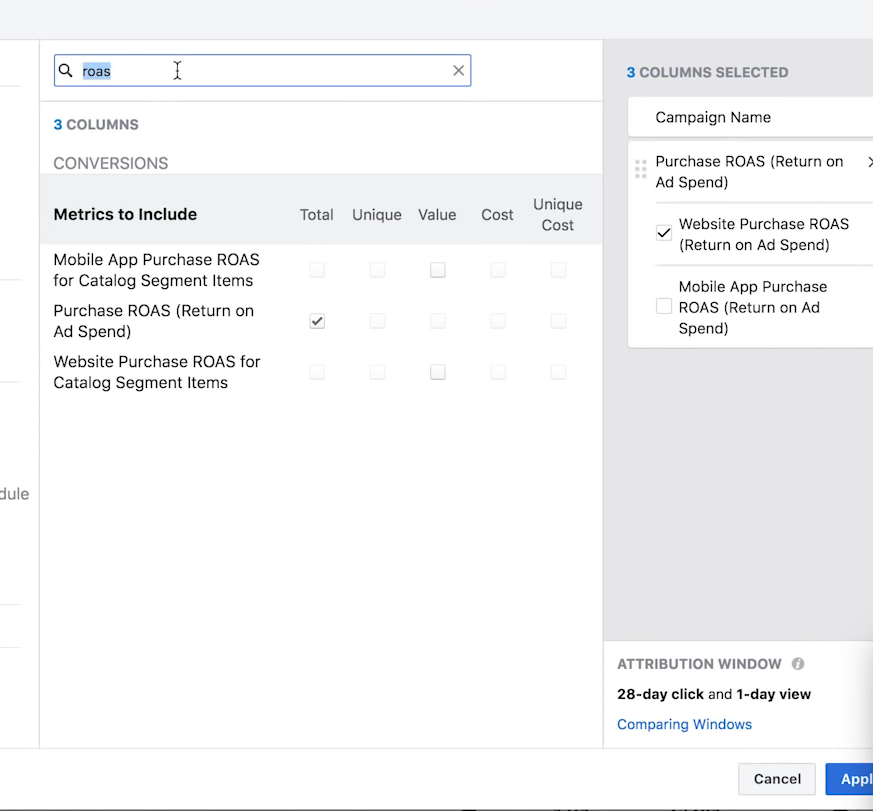 roas
3 COLUMNS
CONVERSIONS
Metrics to Include
Total
Unique
Value
Cost
Unique
Cost
Mobile App Purchase ROAS
for Catalog Segment Items
Purchase ROAS (Return on
Ad Spend)
Website Purchase ROAS for
Catalog Segment Items
dule
3 COLUMNS SELECTED
Campaign Name
Purchase ROAS (Return on
Ad Spend)
Website Purchase ROAS
(Return on Ad Spend)
Mobile App Purchase
ROAS (Return on Ad
Spend)
ATTRIBUTION WINDOW
28-day click and 1-day view
Comparing Windows
Cancel
Appl